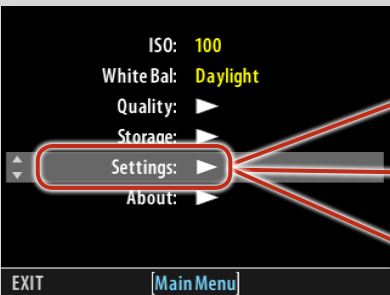 ISO: 100
White Bal: Daylight
Quality:
Storage:
Settings:
About:
EXIT [Main Menu]